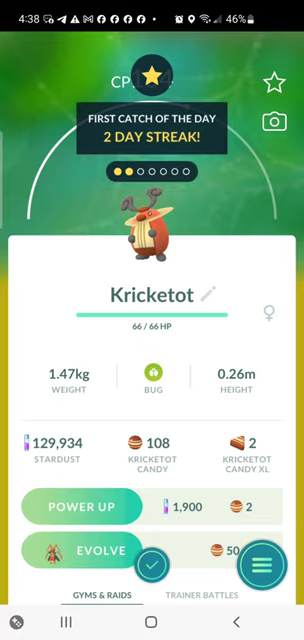 4:38
46%
CP
FIRST CATCH OF THE DAY
2 DAY STREAK!
Kricketot
66 / 66 HP
1.47kg
WEIGHT
BUG
0.26m
HEIGHT
129,934
STARDUST
108
KRICKETOT
CANDY
2
KRICKETOT
CANDY XL
POWER UP
1,900
2
EVOLVE
50
GYMS & RAIDS
TRAINER BATTLES